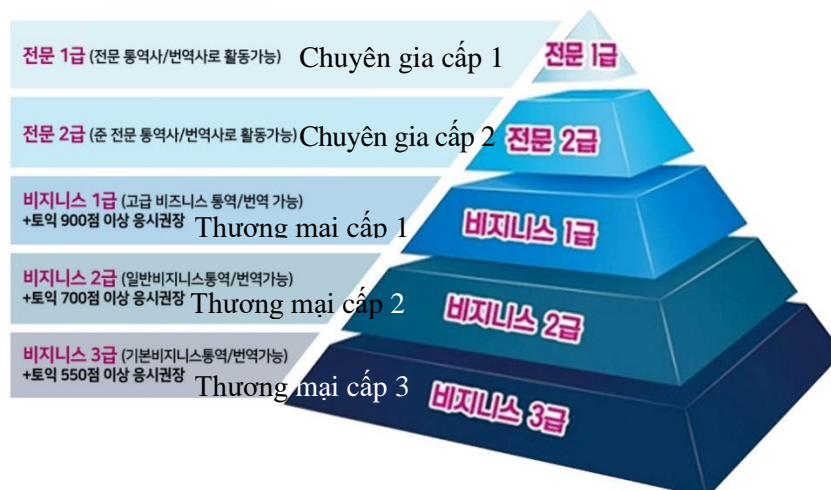 전문 1급 (전문 통역사/번역사로 활동가능) Chuyên gia cấp 1
전문 1급
전문 2급 (준 전문 통역사/번역사로 활동가능) Chuyên gia cấp 2
전문 2급
비지니스 1급 (고급 비즈니스 통역/번역 가능)
+토익 900점 이상 응시권장 Thương mại cấp 1
비지니스 1급
비지니스 2급 (일반비지니스통역/번역가능)
+토익 700점 이상 응시권장 Thương mại cấp 2
비지니스 2급
비지니스 3급 (기본비지니스통역/번역가능)
+토익 550점 이상 응시권장 Thương mại cấp 3
비지니스 3급